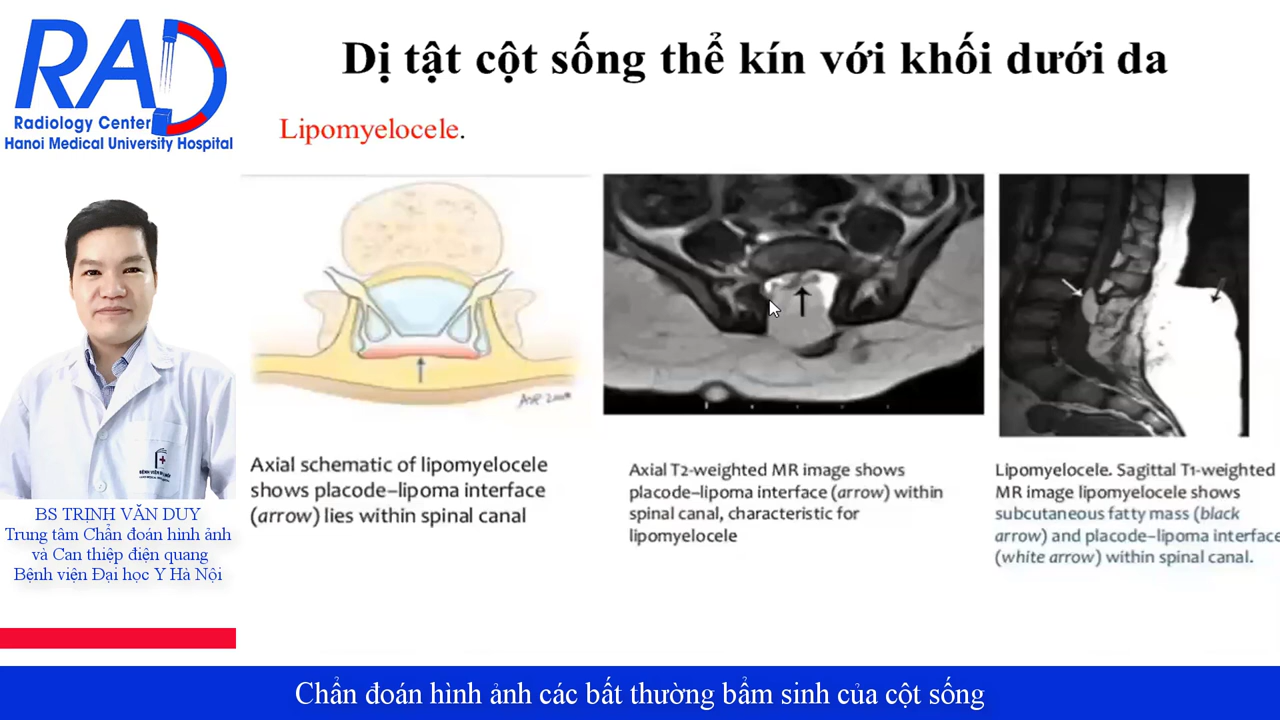 RAD
Radiology Center
Hanoi Medical University Hospital
Dị tật cột sống thể kín với khối dưới da
Lipomyelocele.
Axial schematic of lipomyelocele
shows placode–lipoma interface
(arrow) lies within spinal canal
Axial T2-weighted MR image shows
placode–lipoma interface (arrow) within
spinal canal, characteristic for
lipomyelocele
Lipomyelocele. Sagittal T1-weighted
MR image lipomyelocele shows
subcutaneous fatty mass (black
arrow) and placode–lipoma interface
(white arrow) within spinal canal.
BS TRỊNH VĂN DUY
Trung tâm Chẩn đoán hình ảnh
và Can thiệp điện quang
Bệnh viện Đại học Y Hà Nội
Chẩn đoán hình ảnh các bất thường bẩm sinh của cột sống